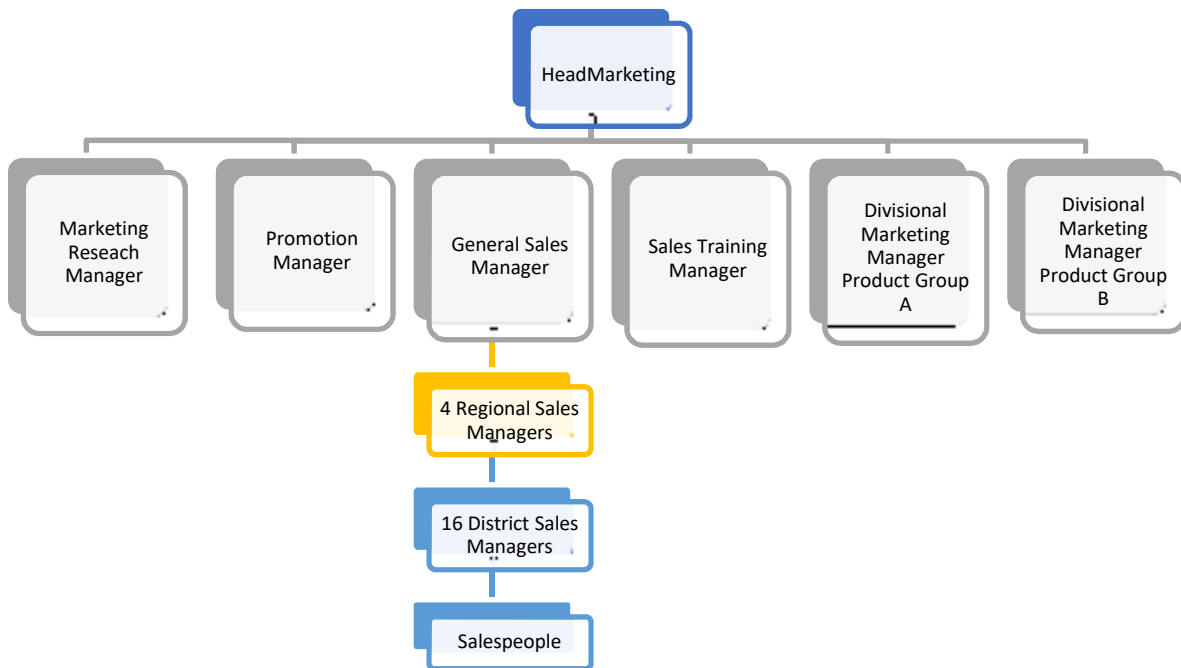 HeadMarketing
Marketing
Reseach
Manager
Promotion
Manager
General Sales
Manager
Sales Training
Manager
Divisional
Marketing
Manager
Product Group
A
Divisional
Marketing
Manager
Product Group
B
4 Regional Sales
Managers
16 District Sales
Managers
Salespeople